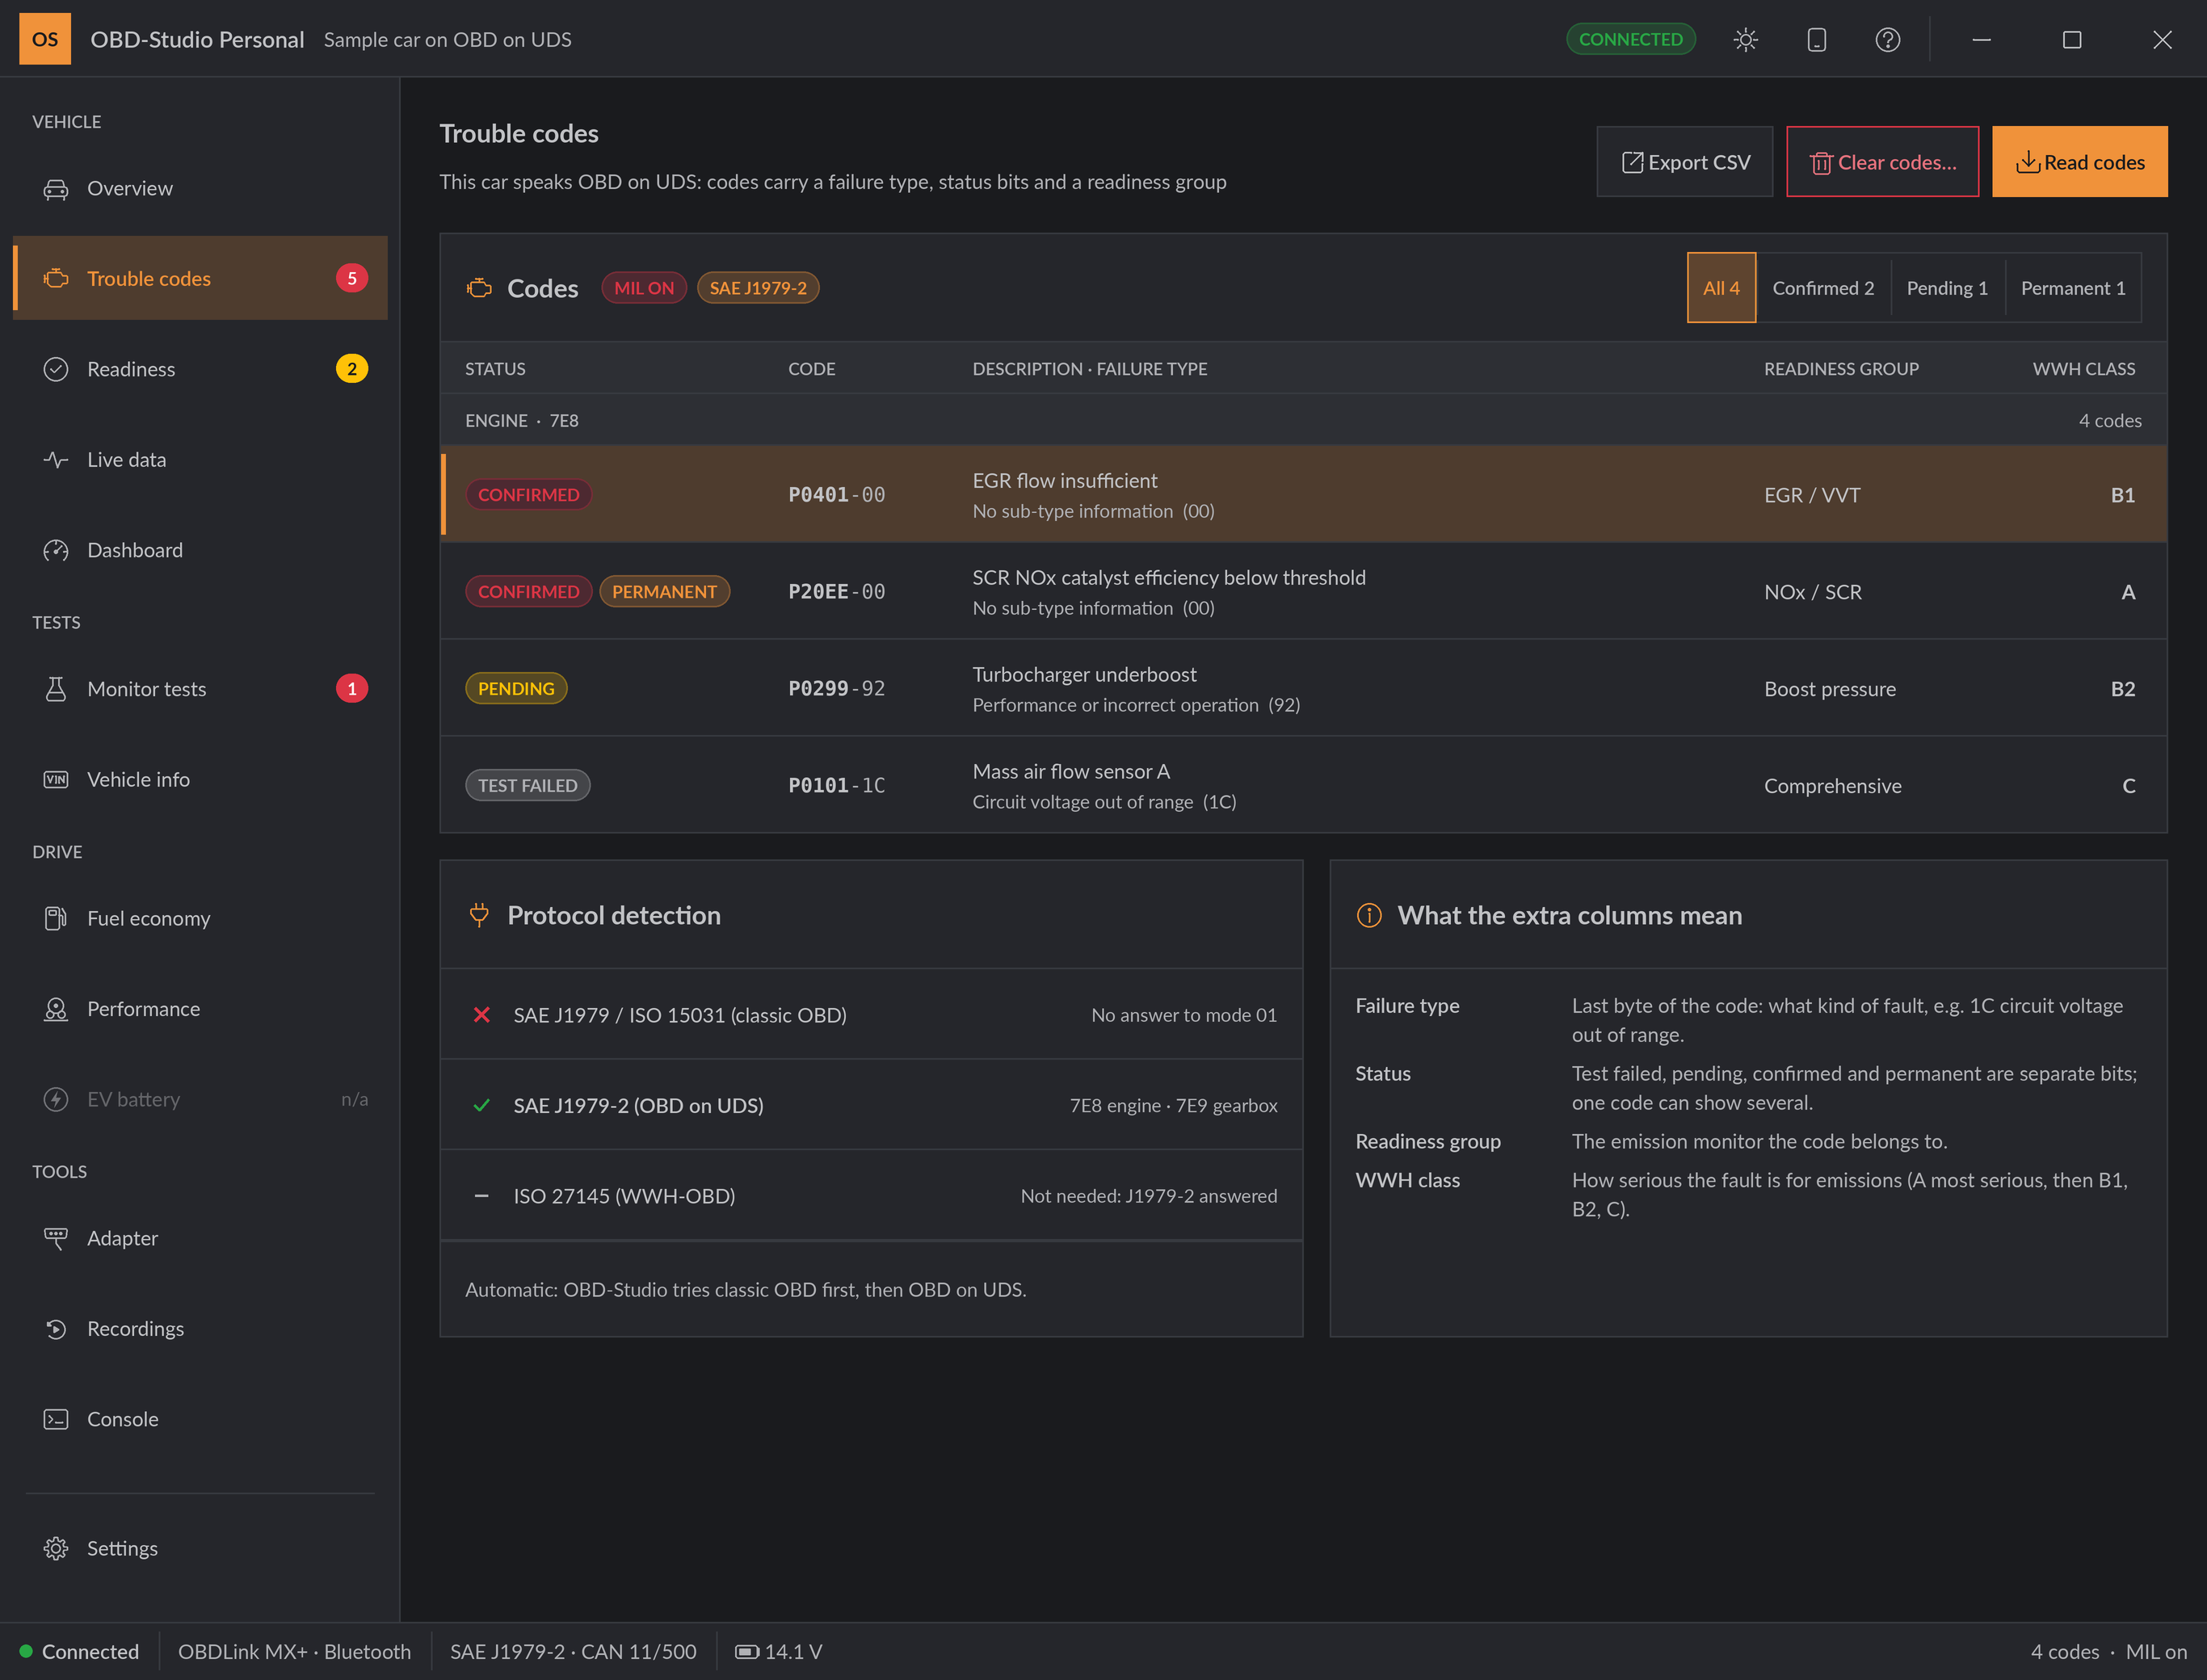 OS OBD-Studio Personal Sample car on OBD on UDS CONNECTED
VEHICLE
Overview
Trouble codes 5
Readiness 2
Live data
Dashboard
TESTS
Monitor tests 1
VIN Vehicle info
DRIVE
Fuel economy
Performance
EV battery n/a
TOOLS
Adapter
Recordings
Console
Settings
Trouble codes
This car speaks OBD on UDS: codes carry a failure type, status bits and a readiness group
Export CSV Clear codes... Read codes
Codes MIL ON SAE J1979-2 All 4 Confirmed 2 Pending 1 Permanent 1
STATUS CODE DESCRIPTION · FAILURE TYPE READINESS GROUP WWH CLASS
ENGINE · 7E8 4 codes
CONFIRMED P0401-00 EGR flow insufficient EGR / VVT B1
No sub-type information (00)
CONFIRMED PERMANENT P20EE-00 SCR NOx catalyst efficiency below threshold NOx / SCR A
No sub-type information (00)
PENDING P0299-92 Turbocharger underboost Boost pressure B2
Performance or incorrect operation (92)
TEST FAILED P0101-1C Mass air flow sensor A Comprehensive C
Circuit voltage out of range (1C)
Protocol detection
SAE J1979 / ISO 15031 (classic OBD) No answer to mode 01
SAE J1979-2 (OBD on UDS) 7E8 engine · 7E9 gearbox
ISO 27145 (WWH-OBD) Not needed: J1979-2 answered
Automatic: OBD-Studio tries classic OBD first, then OBD on UDS.
What the extra columns mean
Failure type Last byte of the code: what kind of fault, e.g. 1C circuit voltage
out of range.
Status Test failed, pending, confirmed and permanent are separate bits;
one code can show several.
Readiness group The emission monitor the code belongs to.
WWH class How serious the fault is for emissions (A most serious, then B1,
B2, C).
Connected OBDLink MX+ · Bluetooth SAE J1979-2 · CAN 11/500 14.1 V 4 codes · MIL on